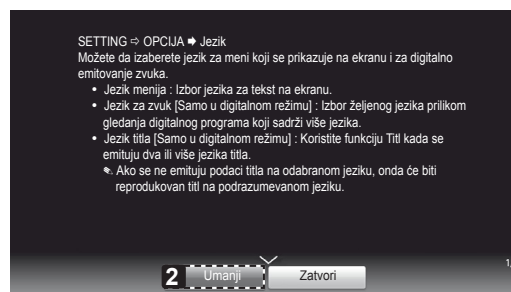 SETTING ⇨ OPCIJA ➡ Jezik
Možete da izaberete jezik za meni koji se prikazuje na ekranu i za digitalno
emitovanje zvuka.
• Jezik menija : Izbor jezika za tekst na ekranu.
• Jezik za zvuk [Samo u digitalnom režimu] : Izbor željenog jezika prilikom
gledanja digitalnog programa koji sadrži više jezika.
• Jezik titla [Samo u digitalnom režimu] : Koristite funkciju Titl kada se
emituju dva ili više jezika titla.
✎ Ako se ne emituju podaci titla na odabranom jeziku, onda će biti
reprodukovan titl na podrazumevanom jeziku.
2 Umanji Zatvori